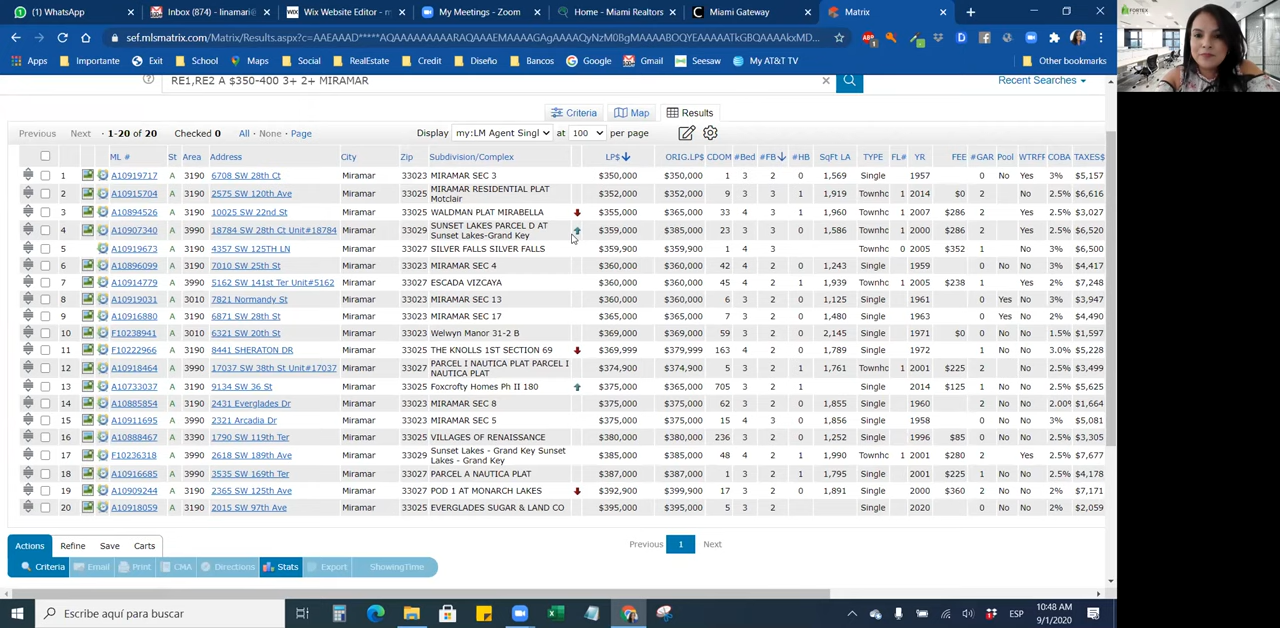 (1) WhatsApp
Inbox (874) - linamari@
Wix Website Editor - m
My Meetings - Zoom
Home - Miami Realtors
Miami Gateway
Matrix
sef.mlsmatrix.com/Matrix/Results.aspx?c=
Apps Importante Exit School Maps Social RealEstate Credit Diseño Bancos Google Gmail Seesaw My AT&T TV Other bookmarks
FORTEX
RE1,RE2 A $350-400 3+ 2+ MIRAMAR
Recent Searches
Criteria Map Results
Previous Next · 1-20 of 20 Checked 0 All · None · Page Display my:LM Agent Singl at 100 per page
ML # St Area Address City Zip Subdivision/Complex LP$ ORIG.LP$ CDOM #Bed #FB #HB SqFt LA TYPE FL# YR FEE #GAR Pool WTRFF COBA TAXES$
1 A10919717 A 3190 6708 SW 28th Ct Miramar 33023 MIRAMAR SEC 3 $350,000 $350,000 1 3 2 0 1,569 Single 1957 0 No Yes 3% $5,157
2 A10915704 A 3190 2575 SW 120th Ave Miramar 33025 MIRAMAR RESIDENTIAL PLAT Motclair $352,000 $352,000 9 3 3 1 1,971 Townho 1 2014 $0 2 No 2.5% $6,616
3 A10894526 A 3190 10025 SW 22nd St Miramar 33025 WALDMAN PLAT MIRABELLA $355,000 $365,000 33 4 3 1 1,960 Townho 1 2007 $286 2 Yes 2.5% $6,502
4 A10907340 A 3990 18784 SW 28th Ct Unit#18784 Miramar 33029 SUNSET LAKES PARCEL D AT Sunset Lakes-Grand Key $359,000 $385,000 23 3 3 0 1,586 Townho 1 2000 $286 2 Yes 2.5% $6,520
5 A10919673 A 3190 4357 SW 125TH LN Miramar 33027 SILVER FALLS SILVER FALLS $359,900 $359,900 1 4 3 Townho 0 2005 $352 1 No 3% $6,500
6 A10896099 A 3190 7010 SW 25th St Miramar 33023 MIRAMAR SEC 4 $360,000 $360,000 42 4 2 0 1,243 Single 1959 0 No No 3% $4,417
7 A10914779 A 3990 5162 SW 141st Ter Unit#5162 Miramar 33027 ESCADA VIZCAYA $360,000 $360,000 45 4 2 1 1,939 Townho 1 2005 $238 1 Yes 2% $7,248
8 A10919031 A 3010 7821 Normandy St Miramar 33023 MIRAMAR SEC 13 $360,000 $360,000 6 3 2 0 1,125 Single 1961 0 Yes No 3% $3,947
9 A10916880 A 3190 6871 SW 28th St Miramar 33023 MIRAMAR SEC 17 $365,000 $365,000 7 3 2 0 1,480 Single 1963 0 Yes No 2% $4,490
10 F10238941 A 3010 6321 SW 20th St Miramar 33023 Welwyn Manor 31-2 B $369,000 $369,000 59 3 2 0 2,145 Single 1971 $0 0 No No 1.5% $1,597
11 F10222966 A 3190 8441 SHERATON DR Miramar 33025 THE KNOLLS 1ST SECTION 69 $369,999 $379,999 163 4 2 0 1,789 Single 1972 1 No No 3.0% $5,228
12 A10918464 A 3990 17037 SW 38th St Unit#17037 Miramar 33027 PARCEL I NAUTICA PLAT PARCEL I NAUTICA PLAT $374,900 $374,900 5 3 2 1 1,761 Townho 1 2001 $225 2 No 2.5% $3,499
13 A10733037 A 3190 9134 SW 36 St Miramar 33025 Foxcrofty Homes Ph II 180 $375,000 $365,000 705 3 2 1 Single 2014 $125 1 No No 2.5% $5,625
14 A10885854 A 3190 2431 Everglades Dr Miramar 33023 MIRAMAR SEC 8 $375,000 $375,000 62 3 2 0 1,855 Single 1960 2 No No 2.00% $1,664
15 A10911695 A 3190 2321 Arcadia Dr Miramar 33023 MIRAMAR SEC 5 $375,000 $375,000 15 4 3 0 Single 1958 0 No No 3% $5,081
16 A10888467 A 3190 1790 SW 119th Ter Miramar 33025 VILLAGES OF RENAISSANCE $380,000 $380,000 236 3 2 0 1,252 Single 1996 $85 0 No No 2.5% $3,305
17 F10236318 A 3990 2618 SW 189th Ave Miramar 33029 Sunset Lakes - Grand Key Sunset Lakes - Grand Key $385,000 $385,000 48 4 2 1 1,990 Townho 1 2001 $280 2 Yes 2.5% $7,677
18 A10916685 A 3990 3535 SW 169th Ter Miramar 33027 PARCEL A NAUTICA PLAT $387,000 $387,000 1 3 2 1 1,795 Single 2001 $225 1 No No 2.5% $4,178
19 A10909244 A 3190 2365 SW 125th Ave Miramar 33027 POD 1 AT MONARCH LAKES $392,900 $399,900 17 3 2 0 1,891 Single 2000 $360 2 No No 2% $7,171
20 A10918059 A 3190 2015 SW 97th Ave Miramar 33025 EVERGLADES SUGAR & LAND CO $395,000 $395,000 5 3 2 Single 2020 0 No No 2% $2,059
Actions Refine Save Carts Previous 1 Next
Criteria Email Print CMA Directions Stats Export ShowingTime
Escribe aquí para buscar
ESP
10:48 AM
9/1/2020